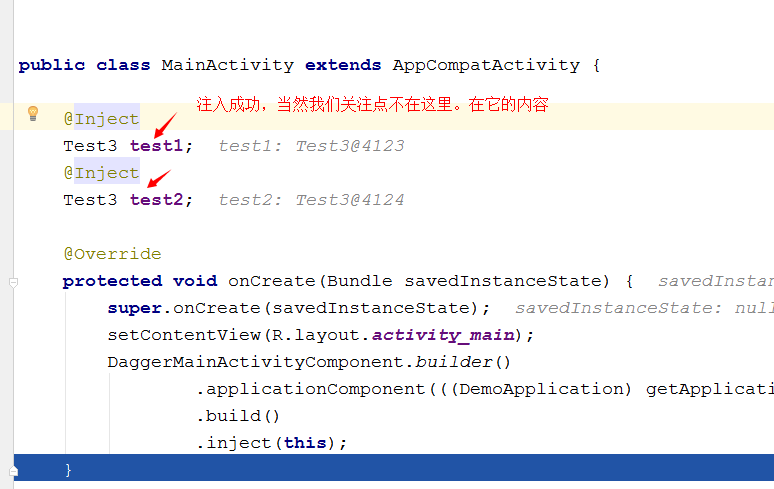 public class MainActivity extends AppCompatActivity {
注入成功，当然我们关注点不在这里。在它的内容
@Inject
Test3 test1; test1: Test3@4123
@Inject
Test3 test2; test2: Test3@4124
@Override
protected void onCreate(Bundle savedInstanceState) { savedInstan
super.onCreate(savedInstanceState); savedInstanceState: null
setContentView(R.layout.activity_main);
DaggerMainActivityComponent.builder()
.applicationComponent(((DemoApplication) getApplicati
.build()
.inject(this);
}